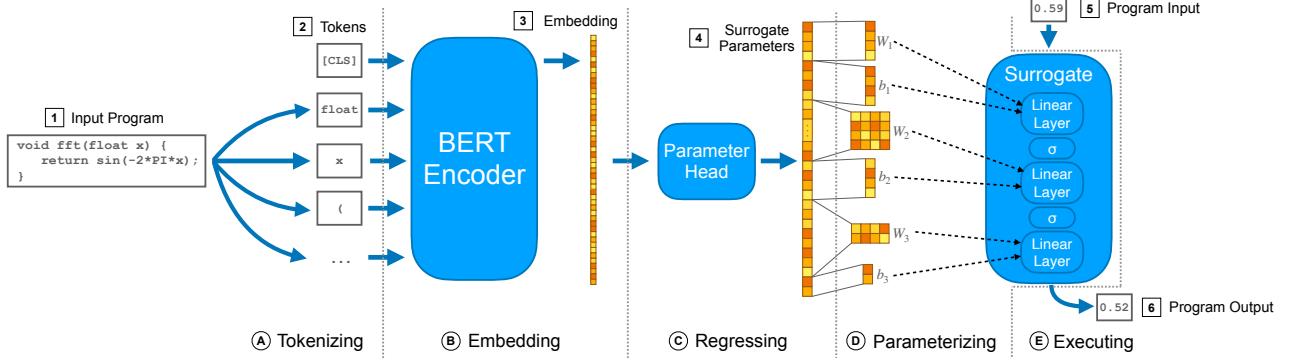 1 Input Program
void fft(float x) {
return sin(-2*PI*x);
}
2 Tokens
[CLS]
float
x
(
...
BERT
Encoder
3 Embedding
Parameter
Head
4 Surrogate
Parameters
W1
b1
W2
b2
W3
b3
0.59
5 Program Input
Surrogate
Linear
Layer
σ
Linear
Layer
σ
Linear
Layer
0.52
6 Program Output
A Tokenizing
B Embedding
C Regressing
D Parameterizing
E Executing